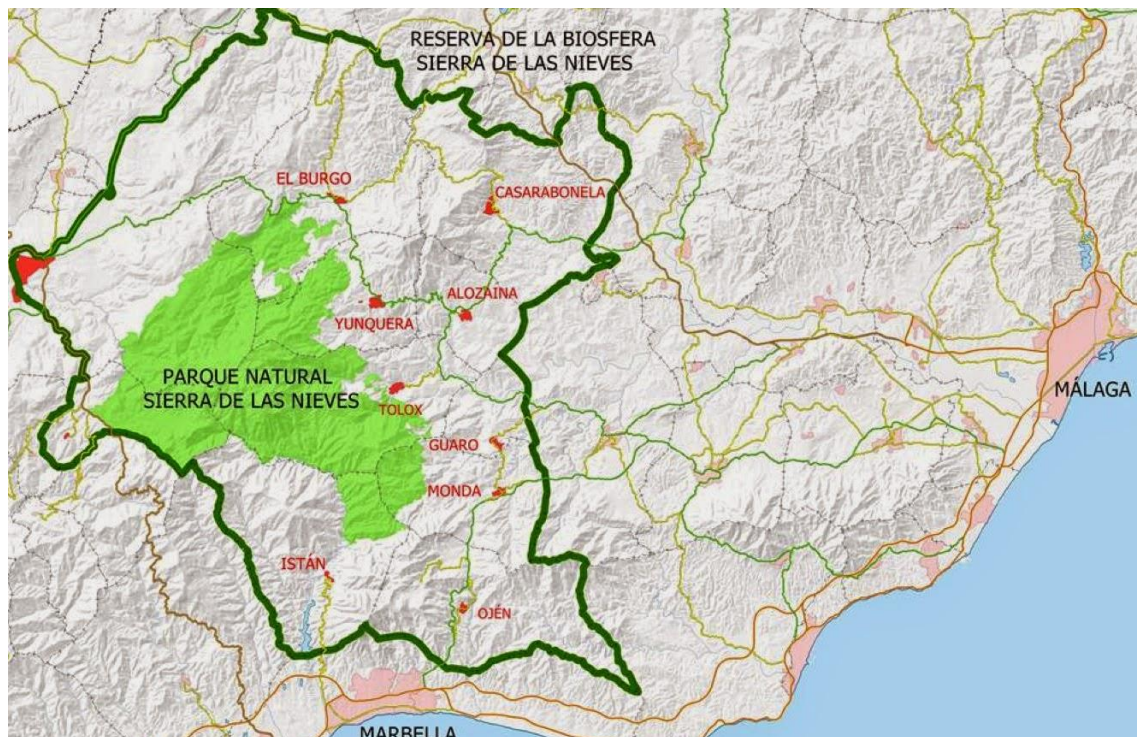 RESERVA DE LA BIOSFERA
SIERRA DE LAS NIEVES
EL BURGO
CASARABONELA
ALOZAINA
YUNQUERA
PARQUE NATURAL
SIERRA DE LAS NIEVES
TOLOX
MÁLAGA
GUARO
MONDA
ISTÁN
OJÉN
MARBELLA